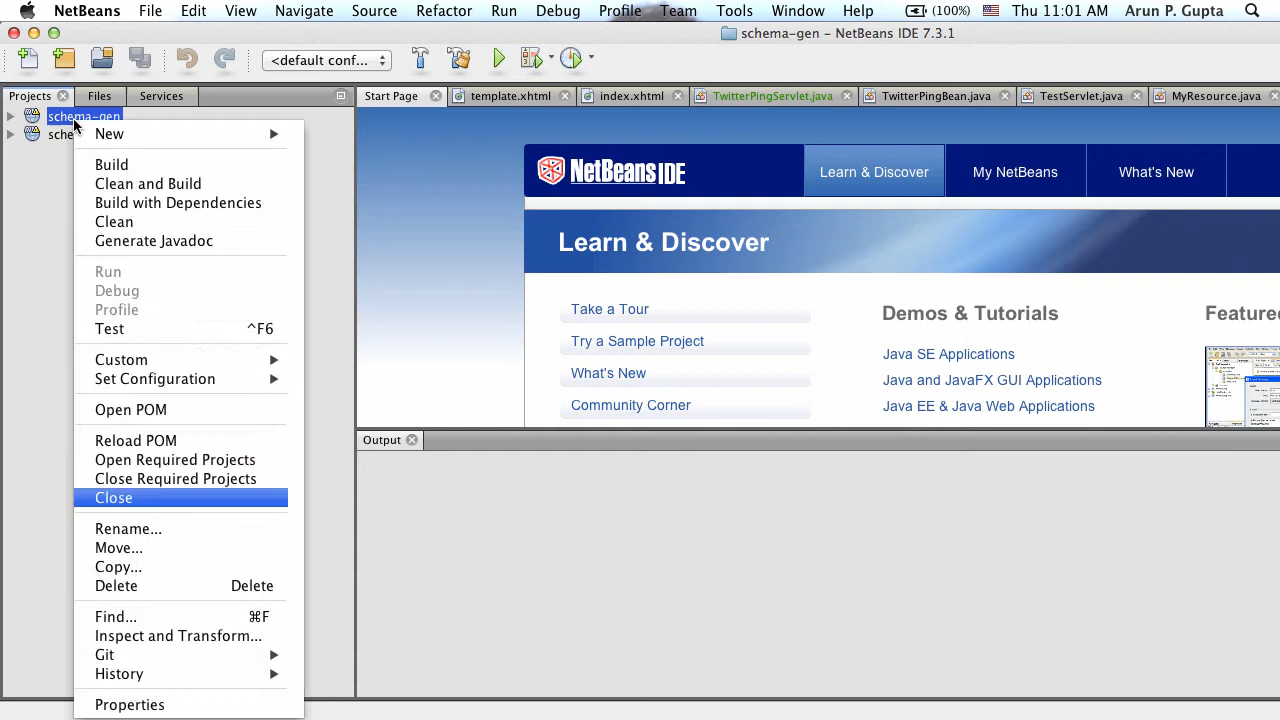 NetBeans File Edit View Navigate Source Refactor Run Debug Profile Team Tools Window Help (100%) Thu 11:01 AM Arun P. Gupta
schema-gen - NetBeans IDE 7.3.1
<default conf...
Projects Files Services Start Page template.xhtml index.xhtml TwitterPingServlet.java TwitterPingBean.java TestServlet.java MyResource.java
schema-gen
sche
New
Build
Clean and Build
Build with Dependencies
Clean
Generate Javadoc
Run
Debug
Profile
Test ^F6
Custom
Set Configuration
Open POM
Reload POM
Open Required Projects
Close Required Projects
Close
Rename...
Move...
Copy...
Delete Delete
Find... ⌘F
Inspect and Transform...
Git
History
Properties
NetBeans IDE Learn & Discover My NetBeans What's New
Learn & Discover
Take a Tour
Try a Sample Project
What's New
Community Corner
Demos & Tutorials
Java SE Applications
Java and JavaFX GUI Applications
Java EE & Java Web Applications
Feature
Output